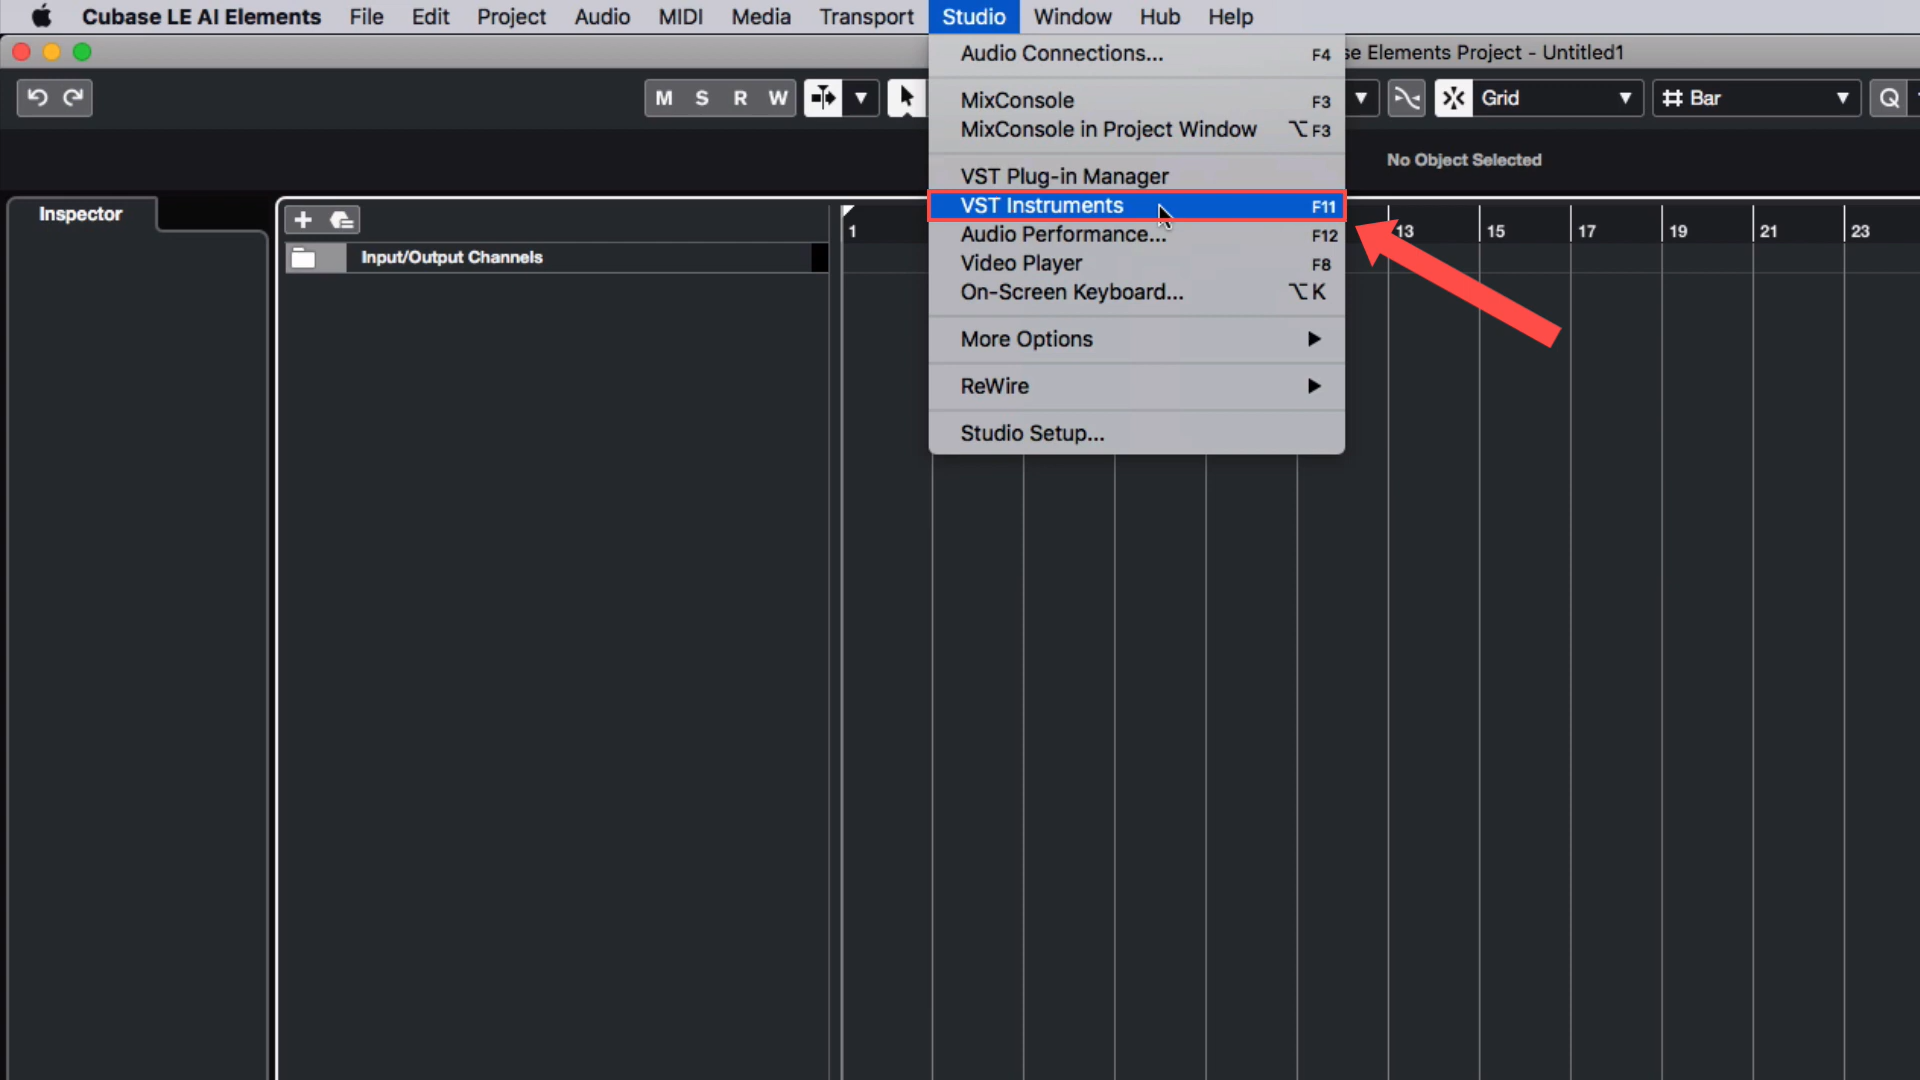 Cubase LE AI Elements File Edit Project Audio MIDI Media Transport Studio Window Hub Help
se Elements Project - Untitled1
M S R W
Grid
Bar
Q
No Object Selected
Audio Connections... F4
MixConsole F3
MixConsole in Project Window ⌥ F3
VST Plug-in Manager
VST Instruments F11
Audio Performance... F12
Video Player F8
On-Screen Keyboard... ⌥ K
More Options
ReWire
Studio Setup...
Inspector
Input/Output Channels
1 13 15 17 19 21 23